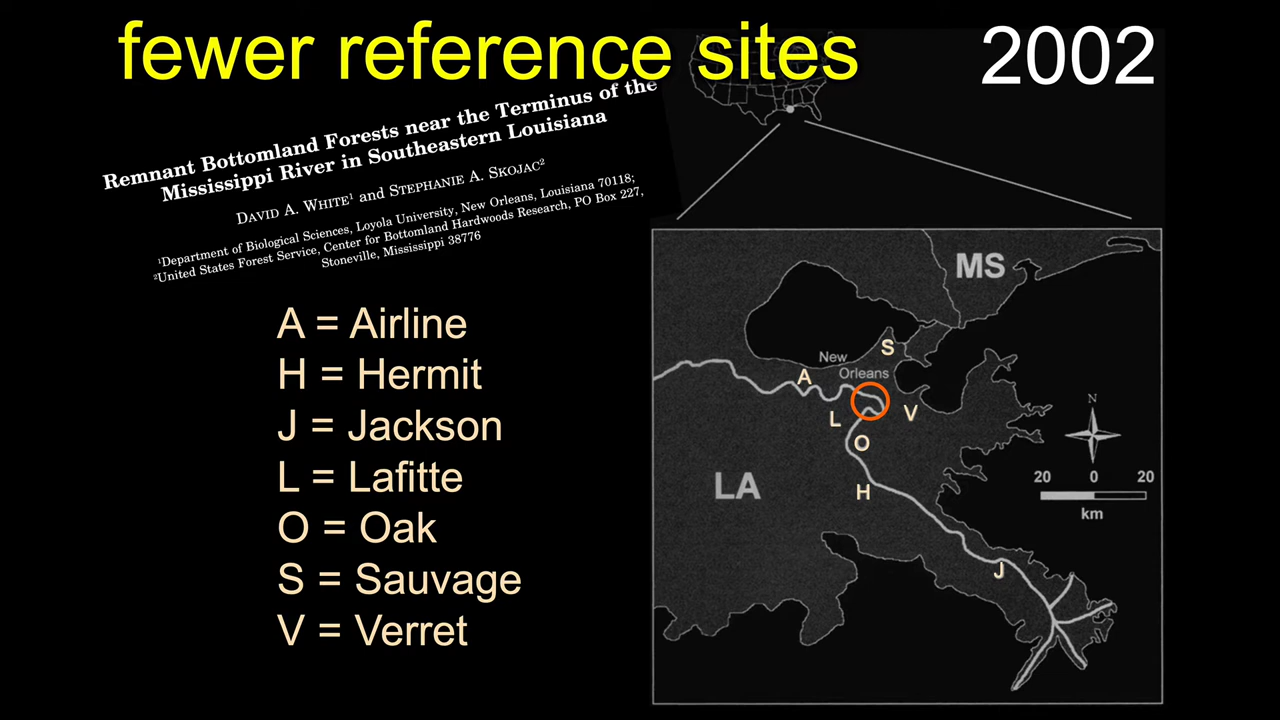 fewer reference sites
2002
Remnant Bottomland Forests near the Terminus of the
Mississippi River in Southeastern Louisiana
DAVID A. WHITE¹ and STEPHANIE A. SKOJAC²
¹Department of Biological Sciences, Loyola University, New Orleans, Louisiana 70118;
²United States Forest Service, Center for Bottomland Hardwoods Research, PO Box 227,
Stoneville, Mississippi 38776
A = Airline
H = Hermit
J = Jackson
L = Lafitte
O = Oak
S = Sauvage
V = Verret
MS
S
New
Orleans
A
L
V
O
LA
H
J
N
20 0 20
km